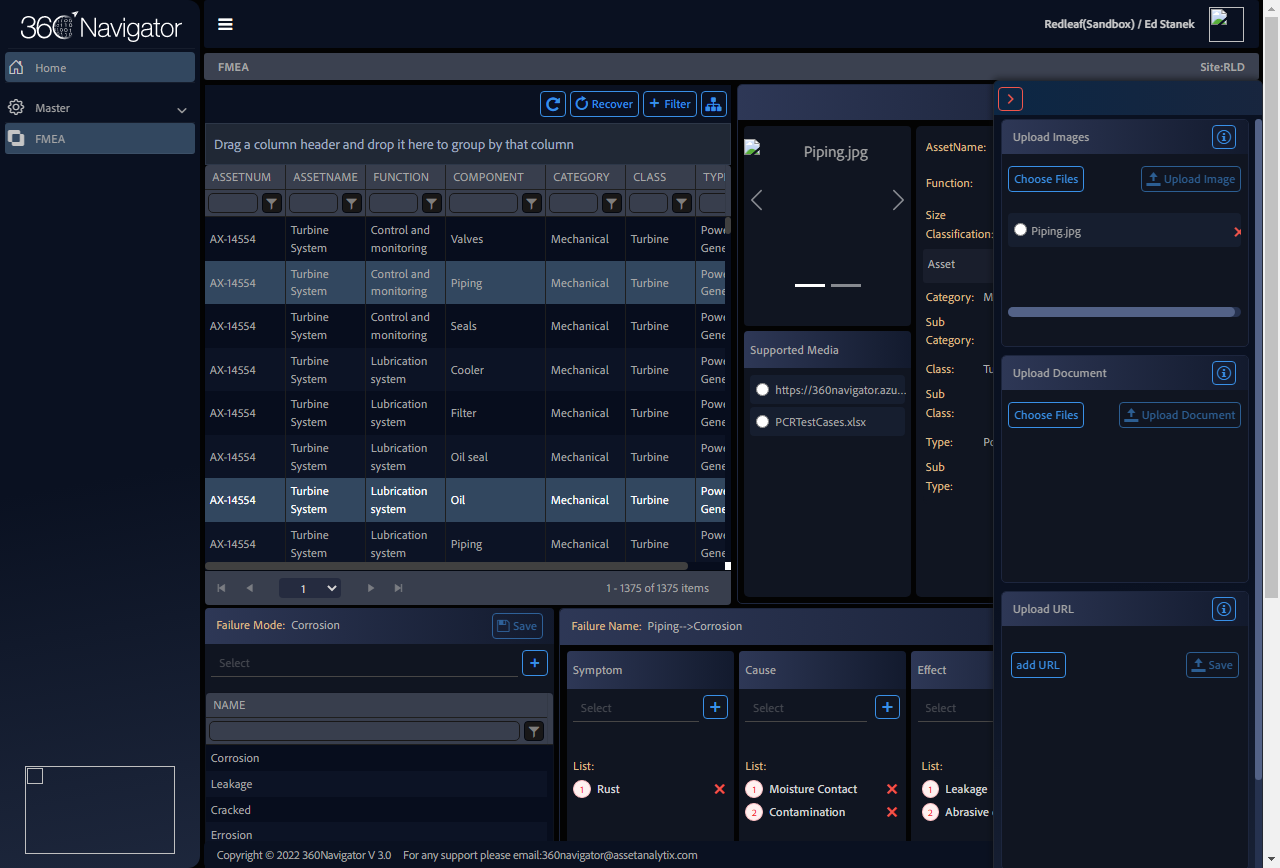 360 Navigator
Redleaf(Sandbox) / Ed Stanek
Home
Master
FMEA
FMEA
Site:RLD
Recover
+ Filter
Drag a column header and drop it here to group by that column
ASSETNUM ASSETNAME FUNCTION COMPONENT CATEGORY CLASS TYP
AX-14554 Turbine System Control and monitoring Valves Mechanical Turbine Powe Gene
AX-14554 Turbine System Control and monitoring Piping Mechanical Turbine Powe Gene
AX-14554 Turbine System Control and monitoring Seals Mechanical Turbine Powe Gene
AX-14554 Turbine System Lubrication system Cooler Mechanical Turbine Powe Gene
AX-14554 Turbine System Lubrication system Filter Mechanical Turbine Powe Gene
AX-14554 Turbine System Lubrication system Oil seal Mechanical Turbine Powe Gene
AX-14554 Turbine System Lubrication system Oil Mechanical Turbine Powe Gene
AX-14554 Turbine System Lubrication system Piping Mechanical Turbine Powe Gene
1
1 - 1375 of 1375 items
Piping.jpg
Supported Media
https://360navigator.azu...
PCRTestCases.xlsx
AssetName:
Function:
Size
Classification:
Asset
Category: M
Sub
Category:
Class: Tu
Sub
Class:
Type: Po
Sub
Type:
Upload Images
Choose Files
Upload Image
Piping.jpg
Upload Document
Choose Files
Upload Document
Upload URL
add URL
Save
Failure Mode: Corrosion
Save
Select
+
NAME
Corrosion
Leakage
Cracked
Errosion
Failure Name: Piping-->Corrosion
Symptom
Select
+
List:
1 Rust
Cause
Select
+
List:
1 Moisture Contact
2 Contamination
Effect
Select
List:
1 Leakage
2 Abrasive
Copyright © 2022 360Navigator V 3.0 For any support please email:360navigator@assetanalytix.com